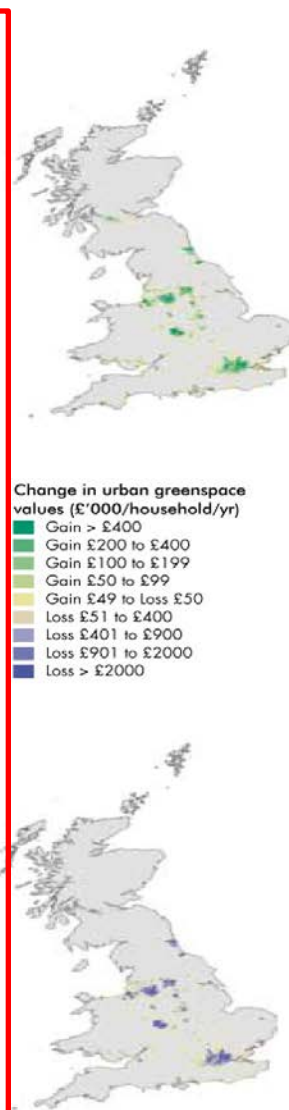 Change in urban greenspace
values (£'000/household/yr)
Gain > £400
Gain £200 to £400
Gain £100 to £199
Gain £50 to £99
Gain £49 to Loss £50
Loss £51 to £400
Loss £401 to £900
Loss £901 to £2000
Loss > £2000